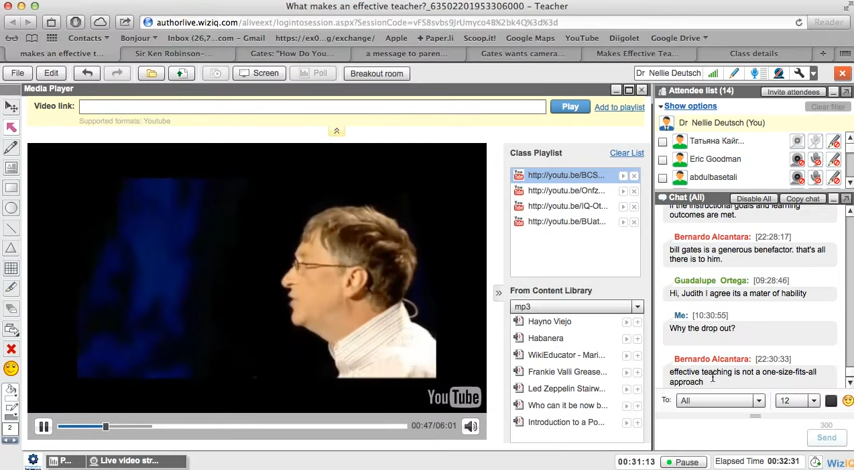 What makes an effective teacher?_63502201953306000 - Teacher
authorlive.wiziq.com/aliveext/logintosession.aspx?SessionCode=
Reader
Contacts Bonjour Inbox (26,7...com) https://ex0...g/exchange/ Apple Scoop.it! Google Maps YouTube Diigolet Google Drive
makes an effective t... Sir Ken Robinson- Gates: "How Do You... a message to paren... Gates wants camera... Makes Effective Tea... Class details
File Edit Screen Poll Breakout room Dr Nellie Deutsch
Media Player
Video link: Play Add to playlist
Supported formats: Youtube
Class Playlist Clear List
http://youtu.be/BCS...
http://youtu.be/Onfz...
http://youtu.be/IQ-Ot...
http://youtu.be/BUat...
From Content Library
mp3
Hayno Viejo
Habanera
WikiEducator - Mari...
Frankie Valli Grease...
Led Zeppelin Stairw...
Who can it be now b...
Introduction to a Po...
YouTube
00:47/06:01
Attendee list (14) Invite attendees
Show options Clear filter
Dr Nellie Deutsch (You)
Татьяна Кайг...
Eric Goodman
abdulbasetali
Chat (All) Disable All Copy chat
if the instructional goals and learning
outcomes are met.
Bernardo Alcantara: [22:28:17]
bill gates is a generous benefactor. that's all
there is to him.
Guadalupe Ortega: [09:28:46]
Hi, Judith I agree its a mater of hability
Me: [10:30:55]
Why the drop out?
Bernardo Alcantara: [22:30:33]
effective teaching is not a one-size-fits-all
approach
To: All 12
300
Send
2
P... Live video str...
00:31:13 Pause Elapsed Time 00:32:31 WizIQ